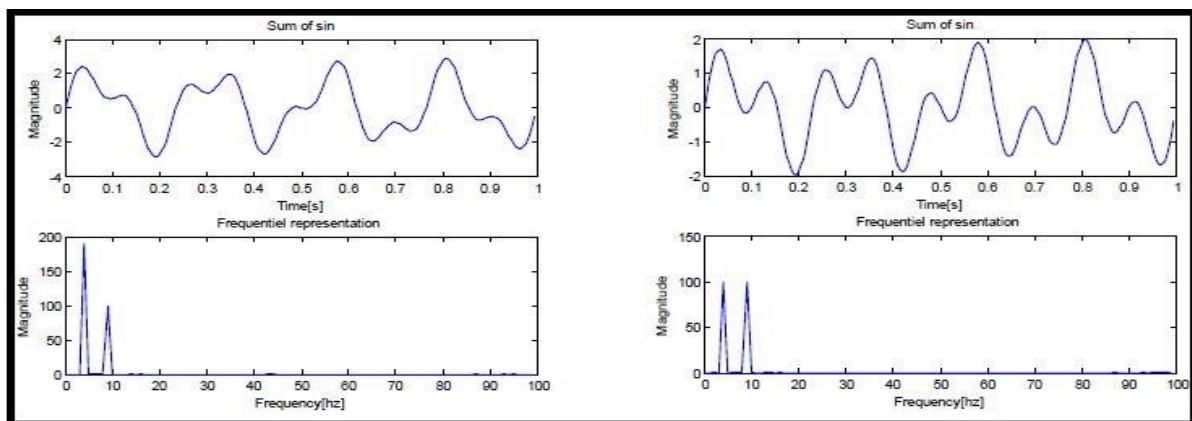 Sum of sin
4
2
0
-2
-4
Magnitude
0 0.1 0.2 0.3 0.4 0.5 0.6 0.7 0.8 0.9 1
Time[s]
Frequentiel representation
200
150
100
50
0
Magnitude
0 10 20 30 40 50 60 70 80 90 100
Frequency[hz]
Sum of sin
2
1
0
-1
-2
Magnitude
0 0.1 0.2 0.3 0.4 0.5 0.6 0.7 0.8 0.9 1
Time[s]
Frequentiel representation
150
100
50
0
Magnitude
0 10 20 30 40 50 60 70 80 90 100
Frequency[hz]